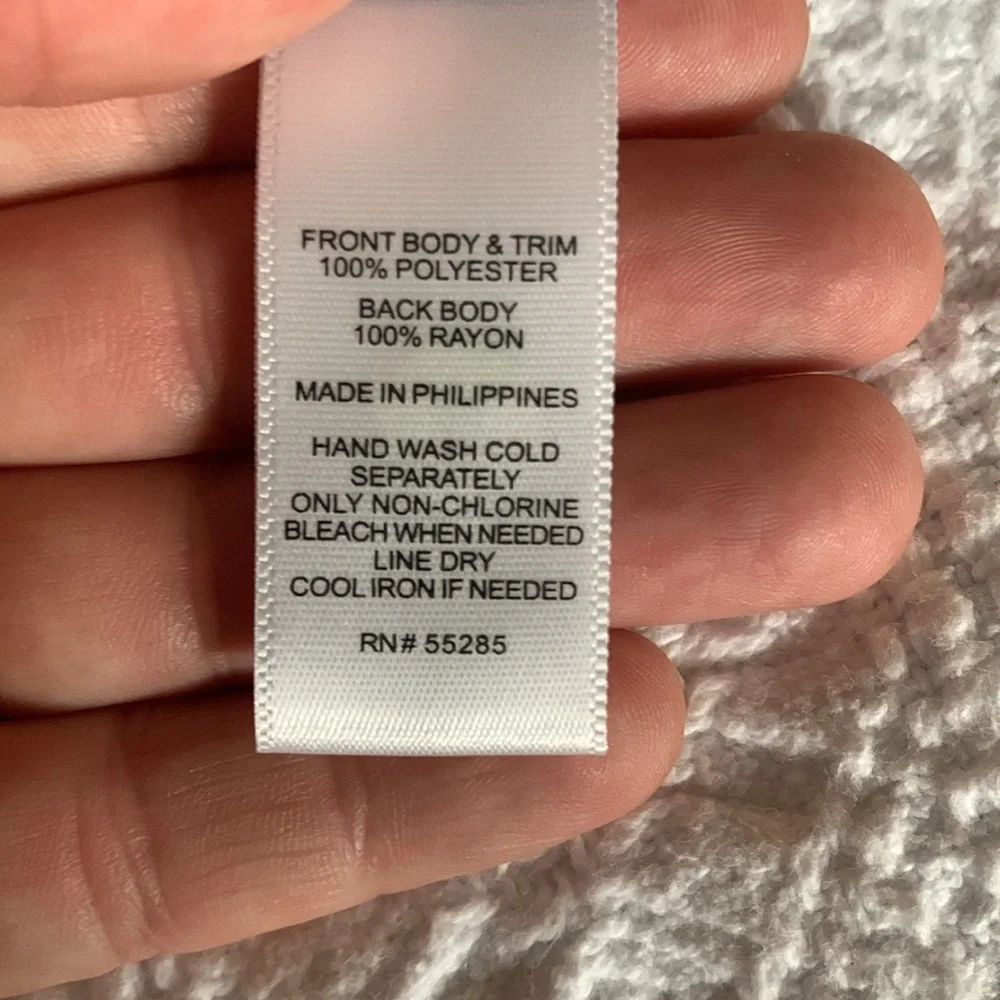 FRONT BODY & TRIM
100% POLYESTER
BACK BODY
100% RAYON
MADE IN PHILIPPINES
HAND WASH COLD
SEPARATELY
ONLY NON-CHLORINE
BLEACH WHEN NEEDED
LINE DRY
COOL IRON IF NEEDED
RN# 55285